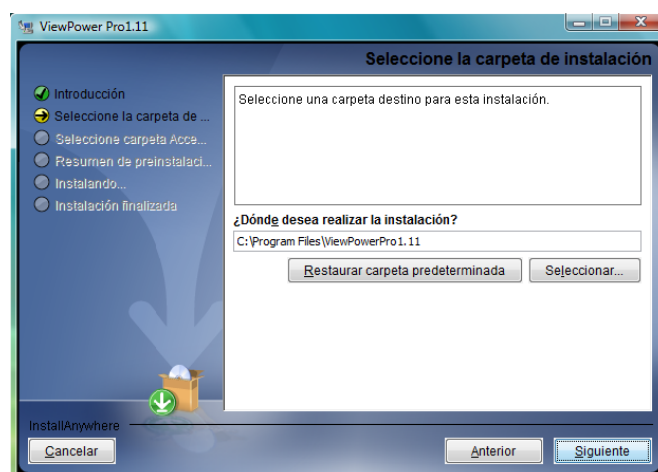 ViewPower Pro1.11
Seleccione la carpeta de instalación
Introducción
Seleccione la carpeta de ...
Seleccione carpeta Acce...
Resumen de preinstalaci...
Instalando...
Instalación finalizada
Seleccione una carpeta destino para esta instalación.
¿Dónde desea realizar la instalación?
C:\Program Files\ViewPowerPro1.11
Restaurar carpeta predeterminada
Seleccionar...
InstallAnywhere
Cancelar
Anterior
Siguiente